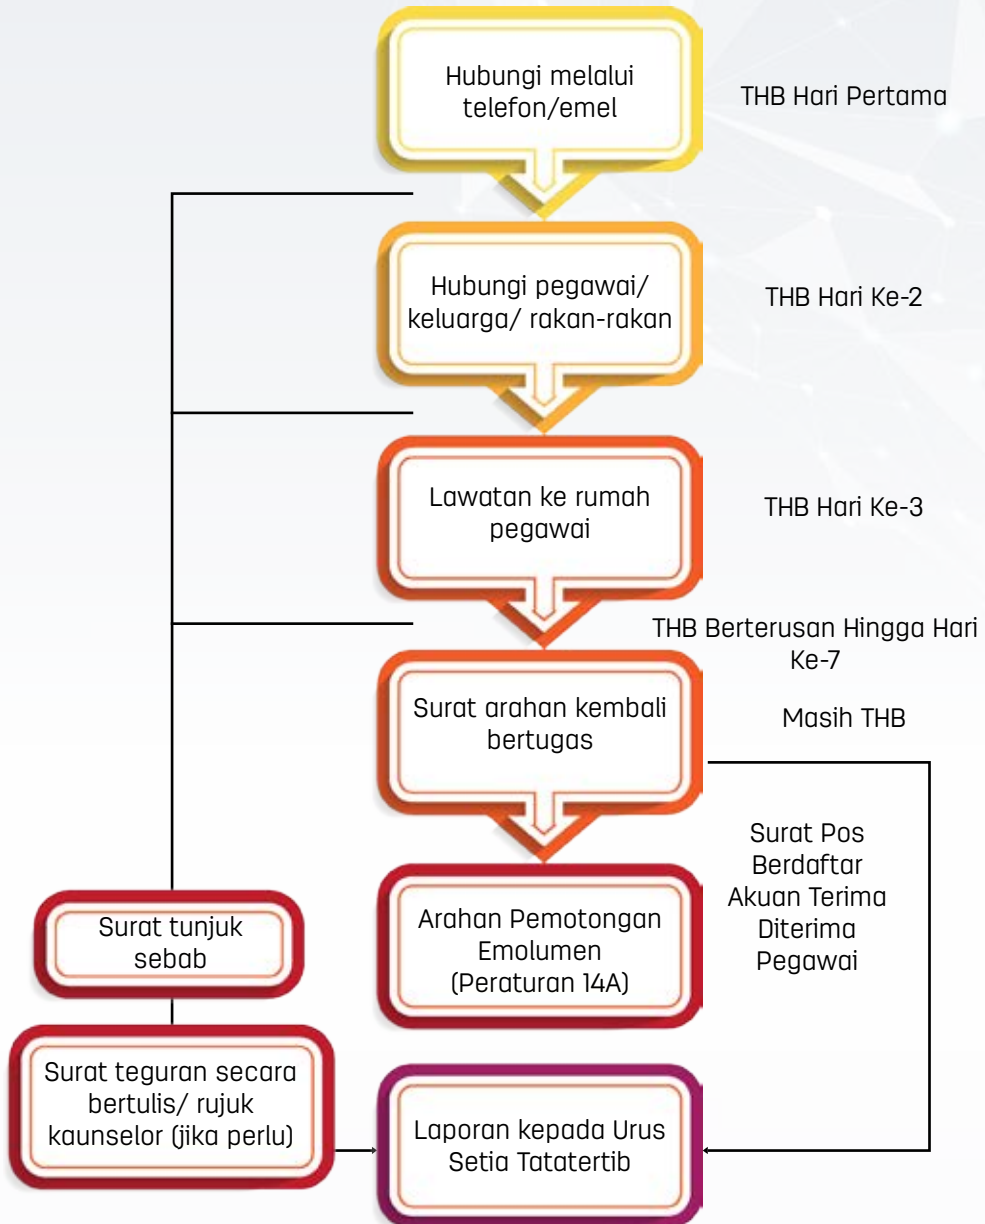 Hubungi melalui
telefon/emel
THB Hari Pertama
Hubungi pegawai/
keluarga/ rakan-rakan
THB Hari Ke-2
Lawatan ke rumah
pegawai
THB Hari Ke-3
THB Berterusan Hingga Hari
Ke-7
Surat arahan kembali
bertugas
Masih THB
Surat Pos
Berdaftar
Akuan Terima
Diterima
Pegawai
Arahan Pemotongan
Emolumen
(Peraturan 14A)
Surat tunjuk
sebab
Surat teguran secara
bertulis/ rujuk
kaunselor (jika perlu)
Laporan kepada Urus
Setia Tatatertib